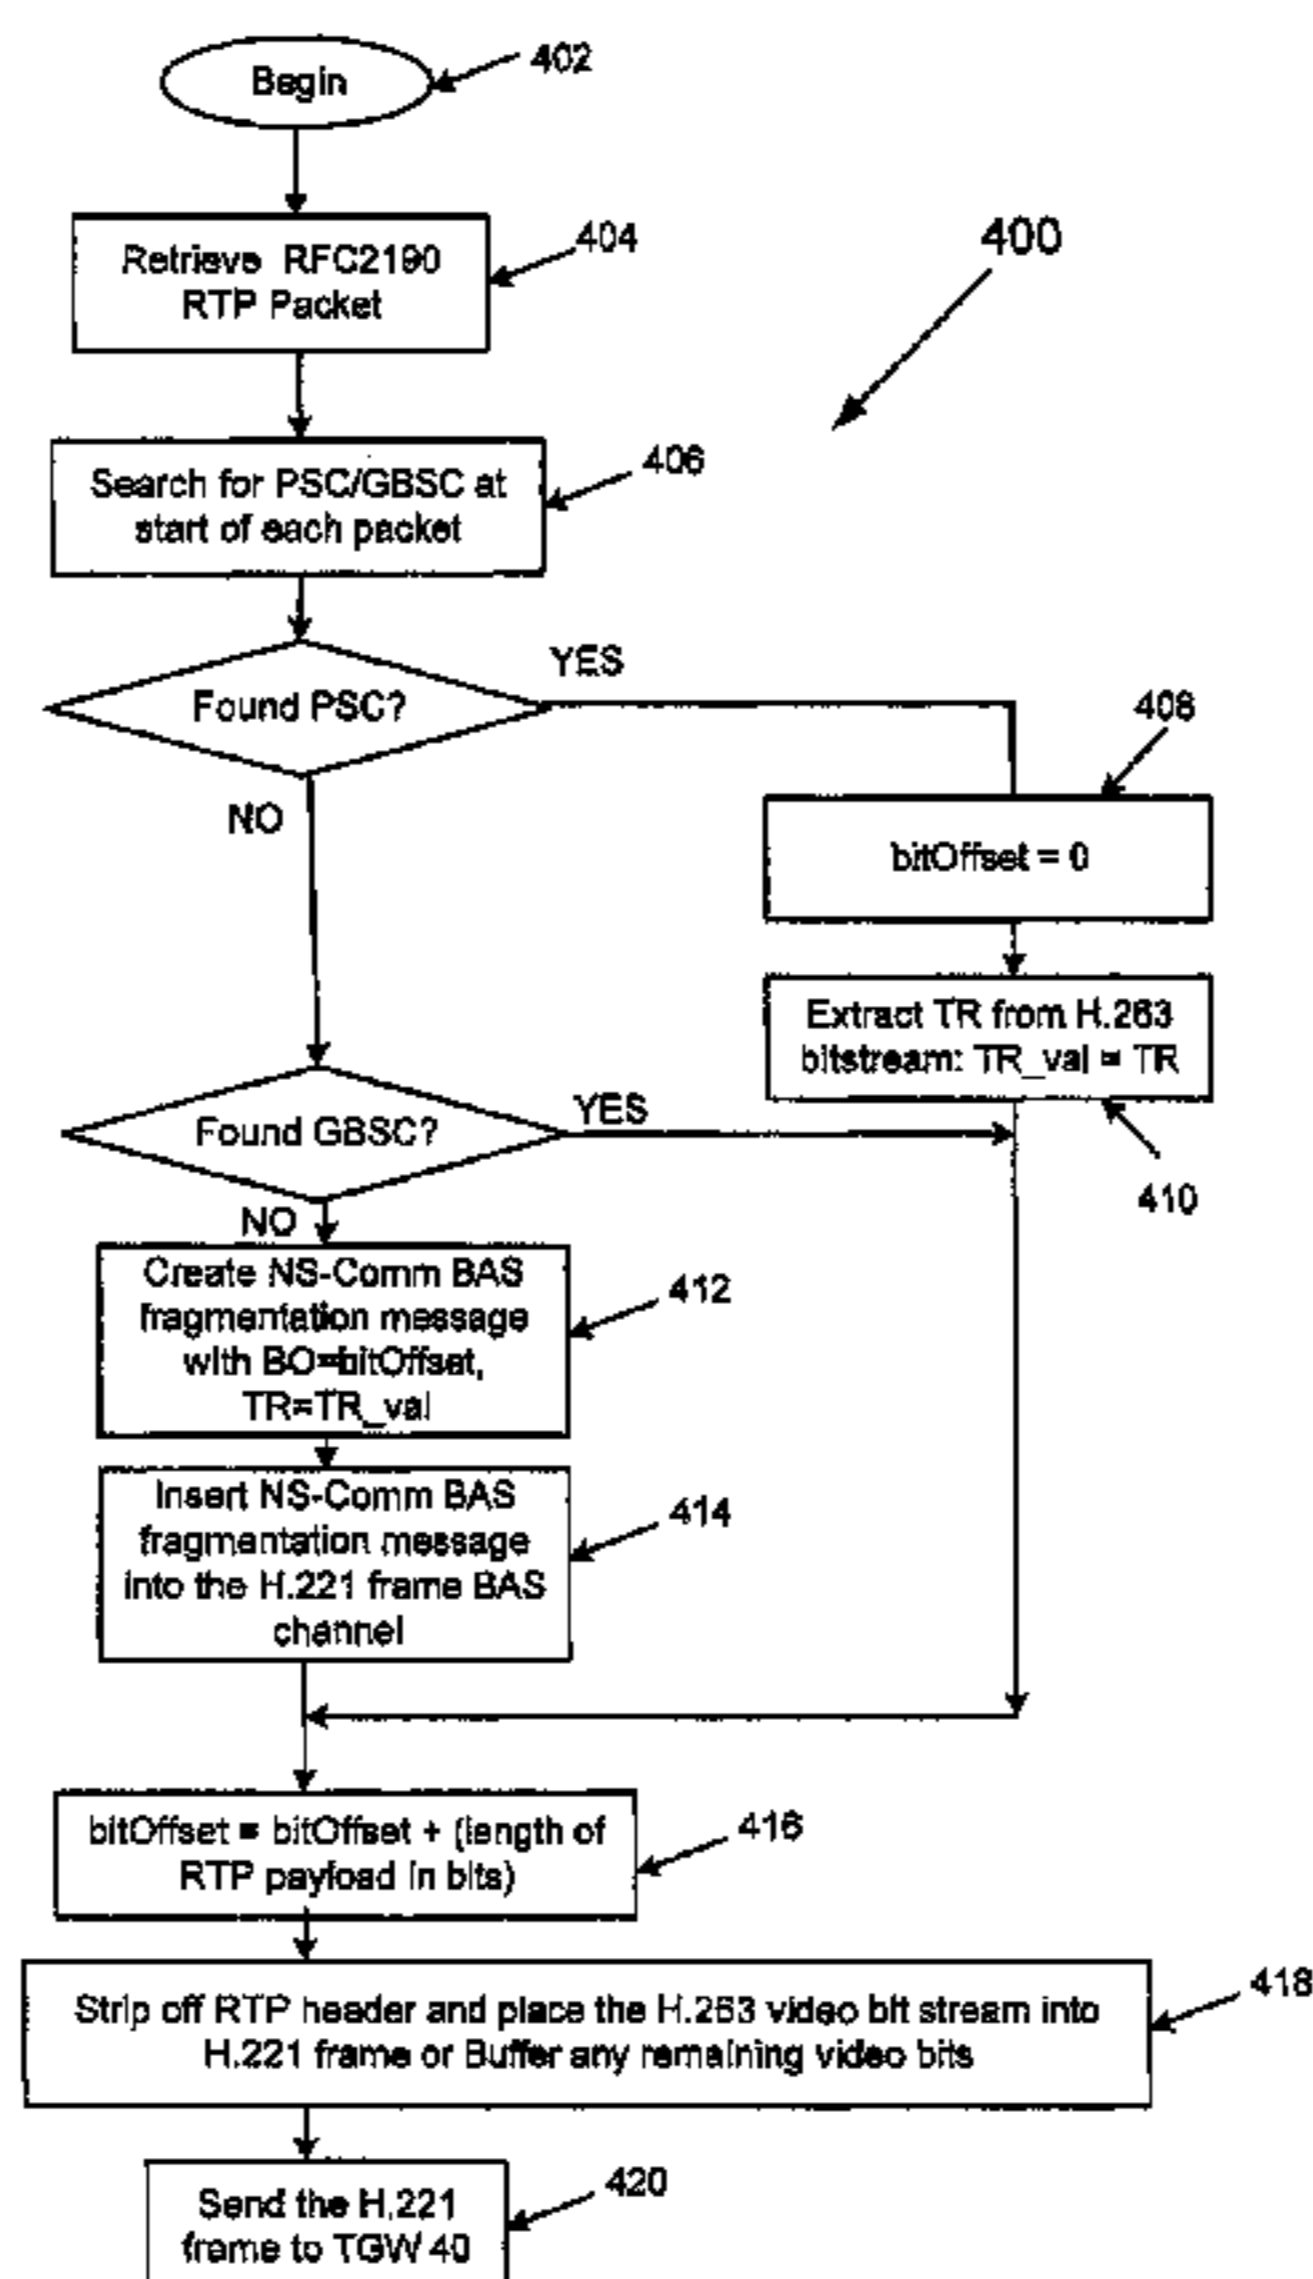 Begin
402
Retrieve RFC2190
RTP Packet
404
400
Search for PSC/GBSC at
start of each packet
406
Found PSC?
YES
NO
408
bitOffset = 0
Extract TR from H.263
bitstream: TR_val = TR
410
Found GBSC?
YES
NO
Create NS-Comm BAS
fragmentation message
with BO=bitOffset,
TR=TR_val
412
Insert NS-Comm BAS
fragmentation message
into the H.221 frame BAS
channel
414
bitOffset = bitOffset + (length of
RTP payload in bits)
416
Strip off RTP header and place the H.263 video bit stream into
H.221 frame or Buffer any remaining video bits
418
Send the H.221
frame to TGW 40
420